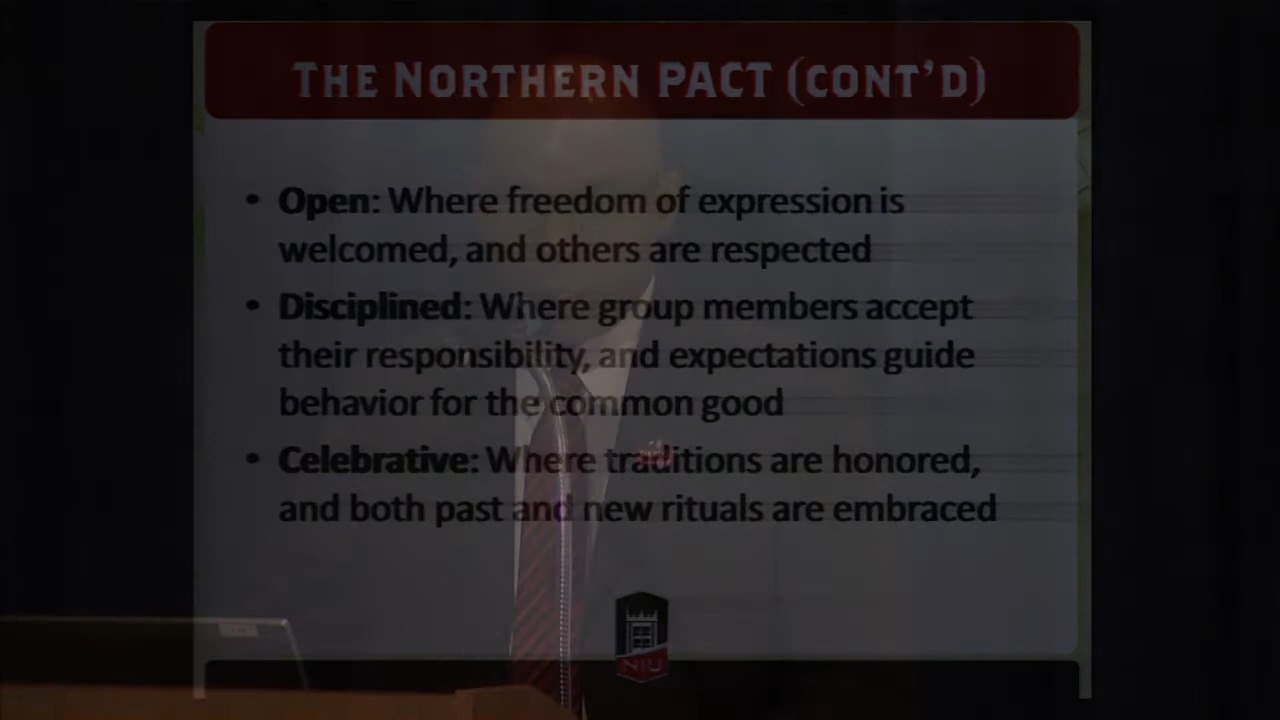 THE NORTHERN PACT (CONT'D)
• Open: Where freedom of expression is
welcomed, and others are respected
• Disciplined: Where group members accept
their responsibility, and expectations guide
behavior for the common good
• Celebrative: Where traditions are honored,
and both past and new rituals are embraced
NIU